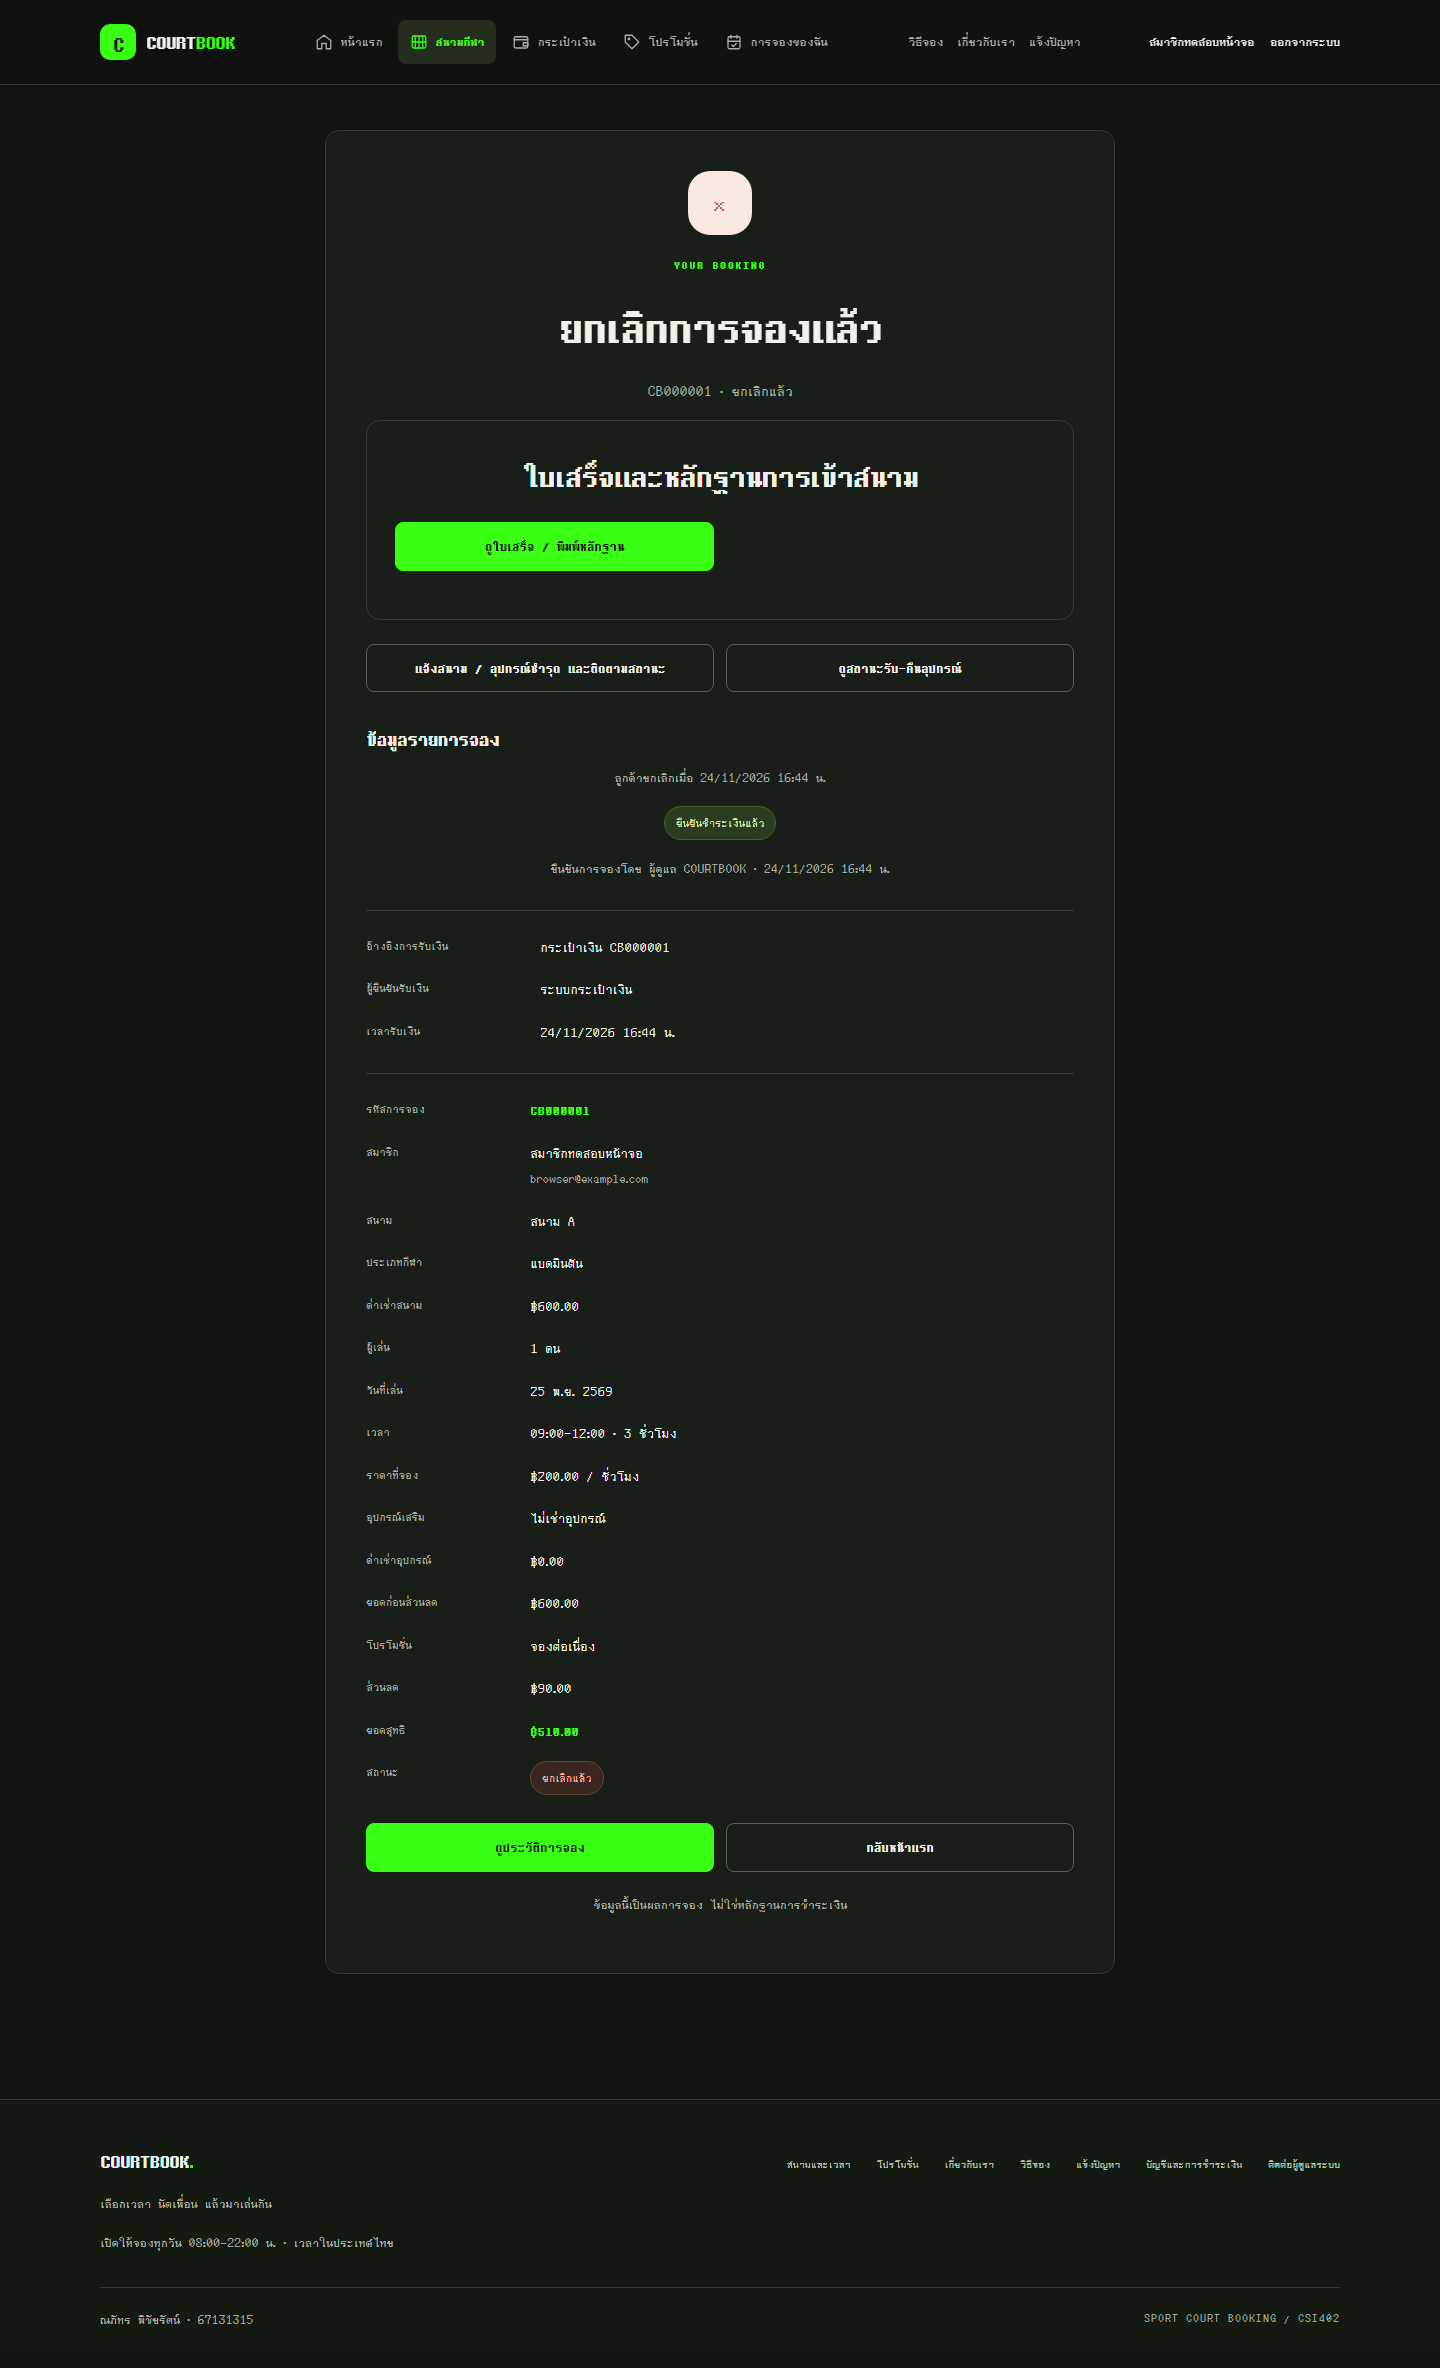 C COURTBOOK
หน้าแรก สนามกีฬา กระเป๋าเงิน โปรโมชั่น การจองของฉัน วิธีจอง เกี่ยวกับเรา แจ้งปัญหา สมาชิกทดสอบหน้าจอ ออกจากระบบ
×
YOUR BOOKING
ยกเลิกการจองแล้ว
CB000001 · ยกเลิกแล้ว
ใบเสร็จและหลักฐานการเข้าสนาม
ดูใบเสร็จ / พิมพ์หลักฐาน
แจ้งสนาม / อุปกรณ์ชำรุด และติดตามสถานะ ดูสถานะรับ-คืนอุปกรณ์
ข้อมูลรายการจอง
ลูกค้ายกเลิกเมื่อ 24/11/2026 16:44 น.
ยืนยันชำระเงินแล้ว
ยืนยันการจองโดย ผู้ดูแล COURTBOOK · 24/11/2026 16:44 น.
อ้างอิงการรับเงิน กระเป๋าเงิน CB000001
ผู้ยืนยันรับเงิน ระบบกระเป๋าเงิน
เวลารับเงิน 24/11/2026 16:44 น.
รหัสการจอง CB000001
สมาชิก สมาชิกทดสอบหน้าจอ
browser@example.com
สนาม สนาม A
ประเภทกีฬา แบดมินตัน
ค่าเช่าสนาม ฿600.00
ผู้เล่น 1 คน
วันที่เล่น 25 พ.ย. 2569
เวลา 09:00–12:00 · 3 ชั่วโมง
ราคาที่จอง ฿200.00 / ชั่วโมง
อุปกรณ์เสริม ไม่เช่าอุปกรณ์
ค่าเช่าอุปกรณ์ ฿0.00
ยอดก่อนส่วนลด ฿600.00
โปรโมชั่น จองต่อเนื่อง
ส่วนลด ฿90.00
ยอดสุทธิ ฿510.00
สถานะ ยกเลิกแล้ว
ดูประวัติการจอง กลับหน้าแรก
ข้อมูลนี้เป็นผลการจอง ไม่ใช่หลักฐานการชำระเงิน
COURTBOOK.
สนามและเวลา โปรโมชั่น เกี่ยวกับเรา วิธีจอง แจ้งปัญหา บัญชีและการชำระเงิน ติดต่อผู้ดูแลระบบ
เลือกเวลา นัดเพื่อน แล้วมาเล่นกัน
เปิดให้จองทุกวัน 08:00–22:00 น. · เวลาในประเทศไทย
ณภัทร พิชัยรัตน์ · 67131315
SPORT COURT BOOKING / CSI402